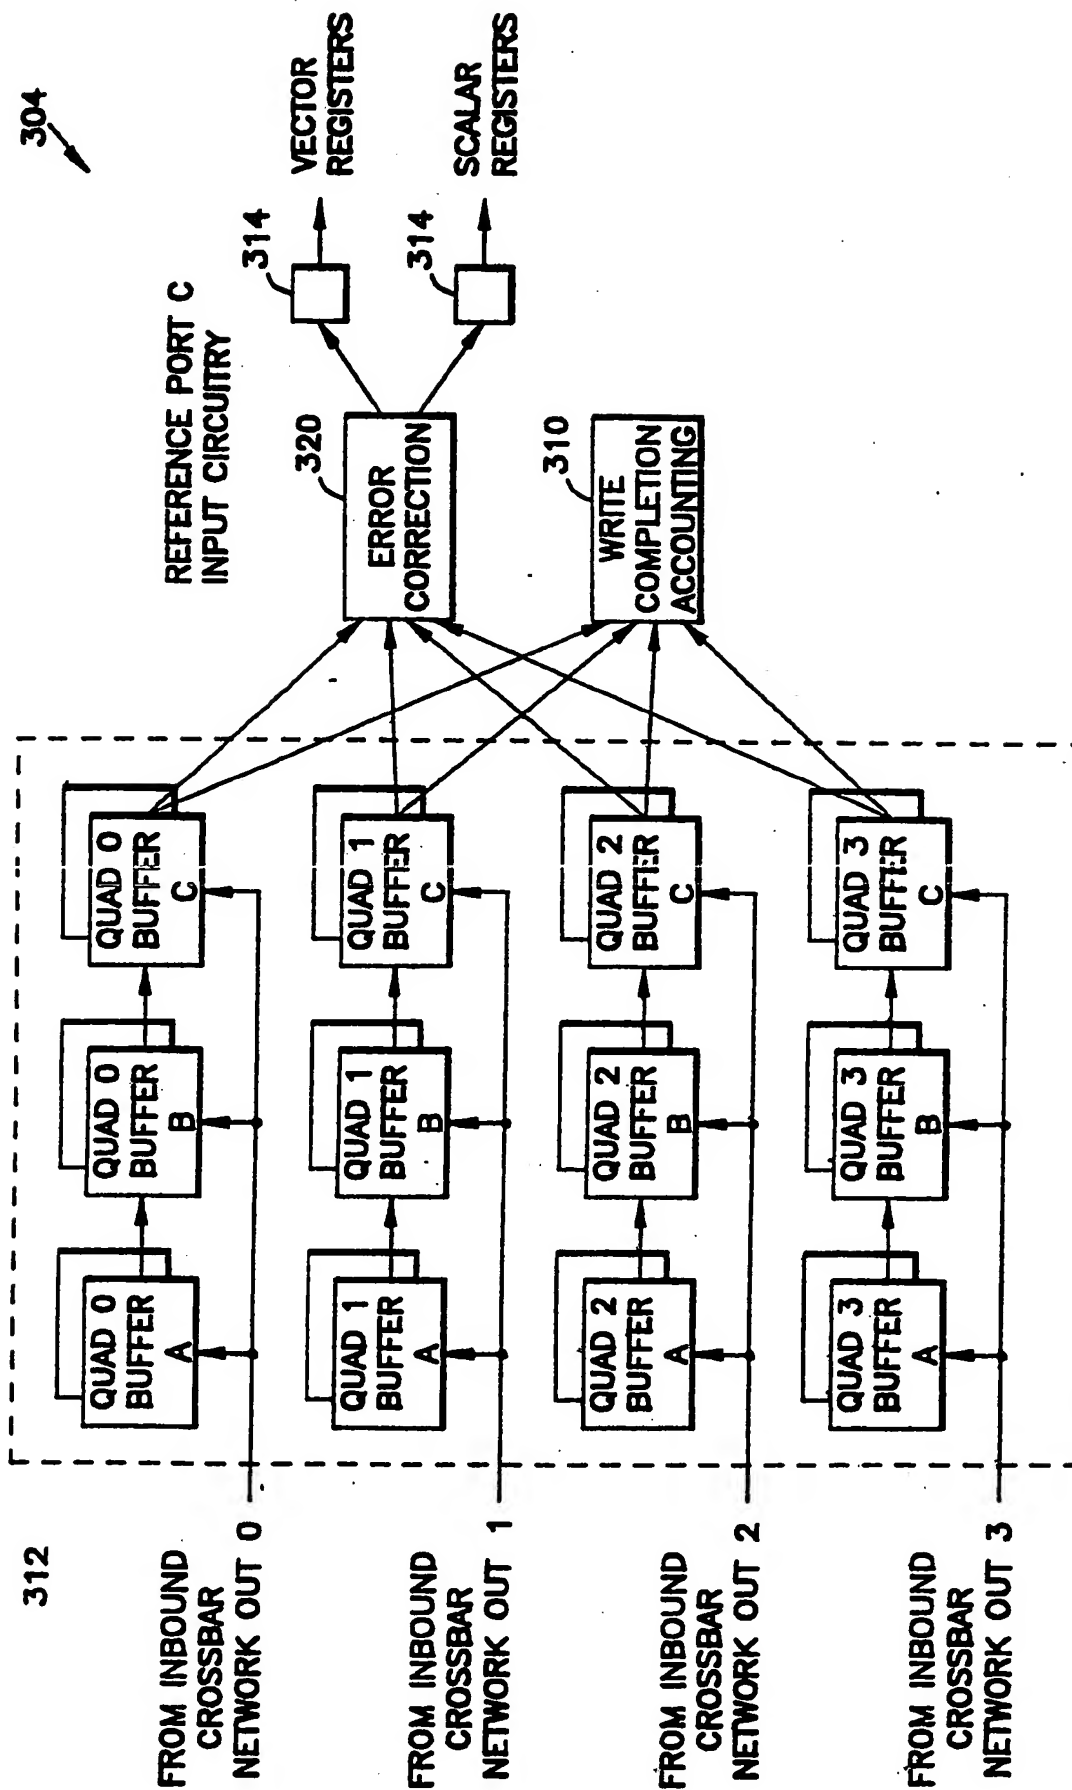 304
REFERENCE PORT C
INPUT CIRCUITRY
312
FROM INBOUND
CROSSBAR
NETWORK OUT 0
QUAD 0
BUFFER
A
QUAD 0
BUFFER
B
QUAD 0
BUFFER
C
320
ERROR
CORRECTION
314
VECTOR
REGISTERS
314
SCALAR
REGISTERS
FROM INBOUND
CROSSBAR
NETWORK OUT 1
QUAD 1
BUFFER
A
QUAD 1
BUFFER
B
QUAD 1
BUFFER
C
310
WRITE
COMPLETION
ACCOUNTING
FROM INBOUND
CROSSBAR
NETWORK OUT 2
QUAD 2
BUFFER
A
QUAD 2
BUFFER
B
QUAD 2
BUFFER
C
FROM INBOUND
CROSSBAR
NETWORK OUT 3
QUAD 3
BUFFER
A
QUAD 3
BUFFER
B
QUAD 3
BUFFER
C